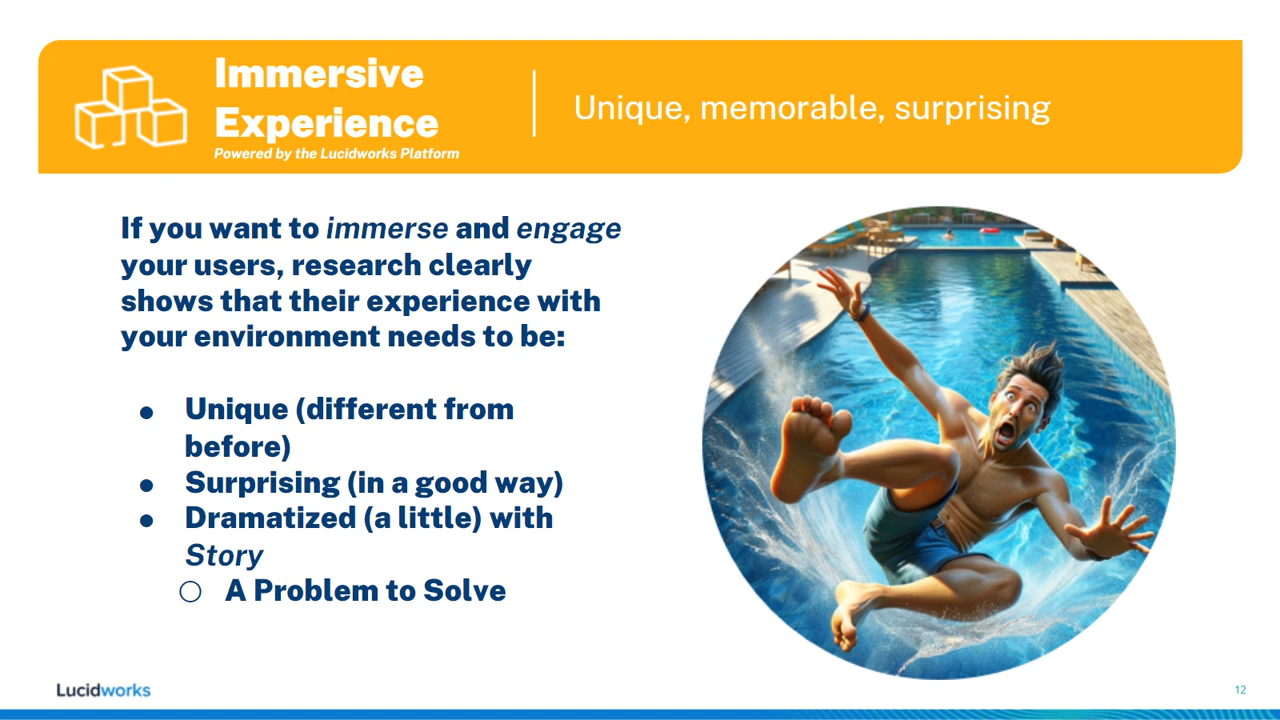 Immersive
Experience
Powered by the Lucidworks Platform
Unique, memorable, surprising
If you want to immerse and engage
your users, research clearly
shows that their experience with
your environment needs to be:
● Unique (different from
before)
● Surprising (in a good way)
● Dramatized (a little) with
Story
○ A Problem to Solve
Lucidworks
12